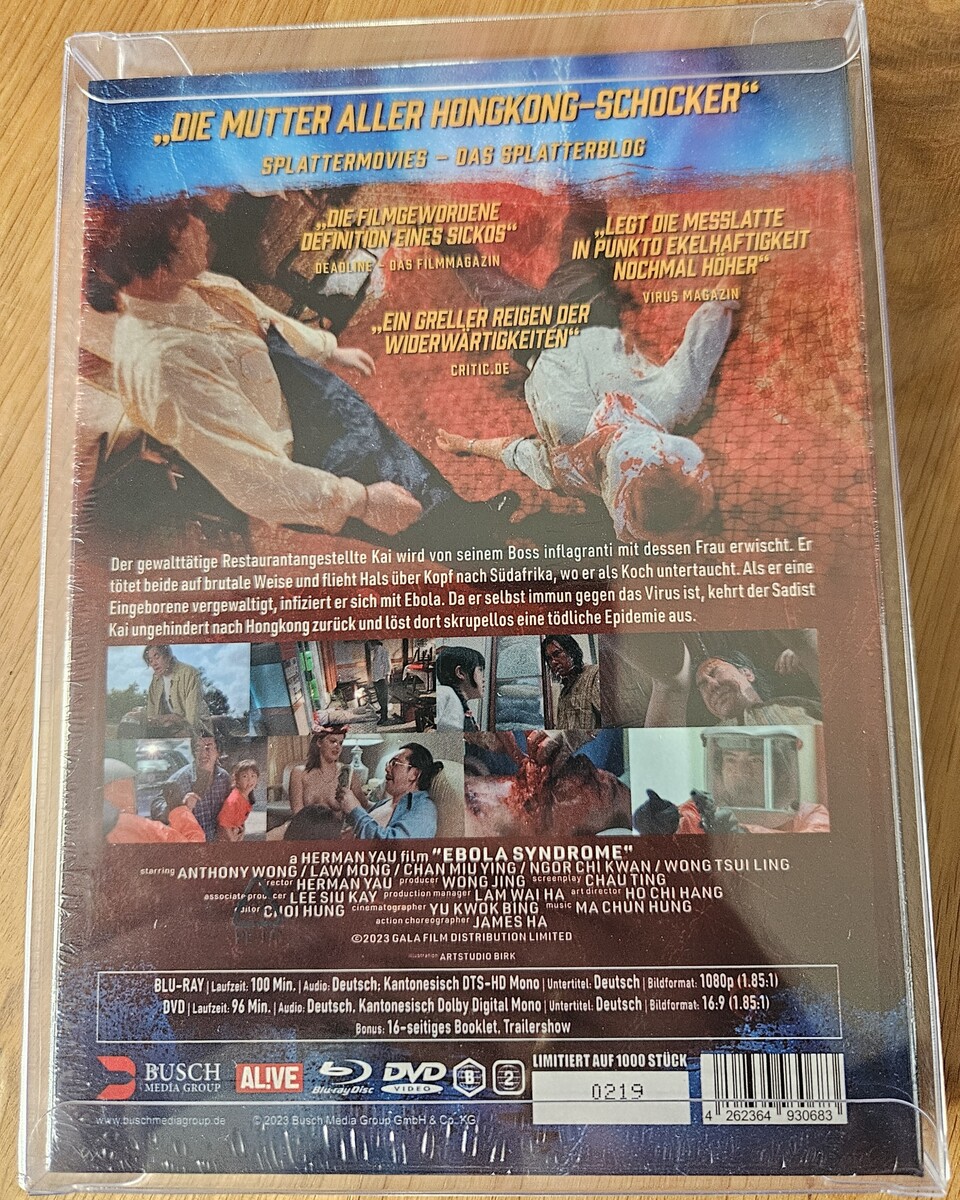 „DIE MUTTER ALLER HONGKONG-SCHOCKER“
SPLATTERMOVIES – DAS SPLATTERBLOG
„DIE FILMGEWORDENE
DEFINITION EINES SICKOS“
DEADLINE – DAS FILMMAGAZIN
„LEGT DIE MESSLATTE
IN PUNKTO EKELHAFTIGKEIT
NOCHMAL HÖHER“
VIRUS MAGAZIN
„EIN GRELLER REIGEN DER
WIDERWÄRTIGKEITEN“
CRITIC.DE
Der gewalttätige Restaurantangestellte Kai wird von seinem Boss inflagranti mit dessen Frau erwischt. Er
tötet beide auf brutale Weise und flieht Hals über Kopf nach Südafrika, wo er als Koch untertaucht. Als er eine
Eingeborene vergewaltigt, infiziert er sich mit Ebola. Da er selbst immun gegen das Virus ist, kehrt der Sadist
Kai ungehindert nach Hongkong zurück und löst dort skrupellos eine tödliche Epidemie aus.
a HERMAN YAU film "EBOLA SYNDROME"
starring ANTHONY WONG / LAW MONG / CHAN MIU YING / NGOR CHI KWAN / WONG TSUI LING
HERMAN YAU producer WONG JING screenplay CHAU TING
LEE SIU KAY production manager LAM WAI HA art director HO CHI HANG
CHOI HUNG cinematographer YU KWOK BING music MA CHUN HUNG
action choreographer JAMES HA
©2023 GALA FILM DISTRIBUTION LIMITED
illustration ARTSTUDIO BIRK
BLU-RAY | Laufzeit: 100 Min. | Audio: Deutsch, Kantonesisch DTS-HD Mono | Untertitel: Deutsch | Bildformat: 1080p (1.85:1)
DVD | Laufzeit: 96 Min. | Audio: Deutsch, Kantonesisch Dolby Digital Mono | Untertitel: Deutsch | Bildformat: 16:9 (1.85:1)
Bonus: 16-seitiges Booklet, Trailershow
BUSCH MEDIA GROUP
AL!VE
Blu-ray Disc
DVD VIDEO
B
2
LIMITIERT AUF 1000 STÜCK
0219
4 262364 930683
www.buschmediagroup.de
©2023 Busch Media Group GmbH & Co. KG